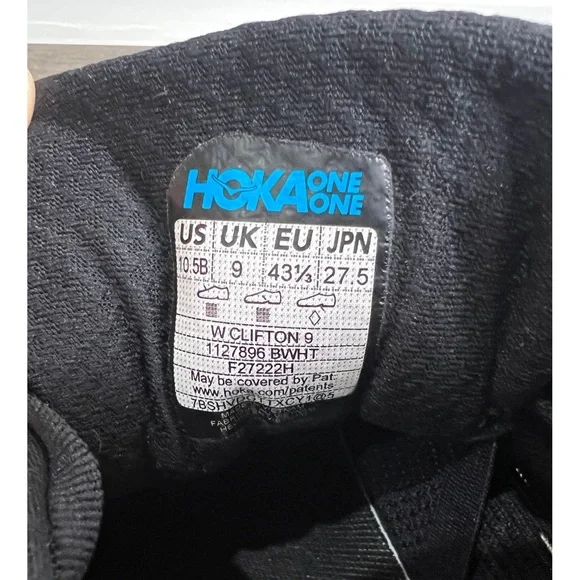 HOKA ONE ONE
US UK EU JPN
10.5B 9 43⅓ 27.5
W CLIFTON 9
1127896 BWHT
F27222H
May be covered by Pat.
www.hoka.com/patents